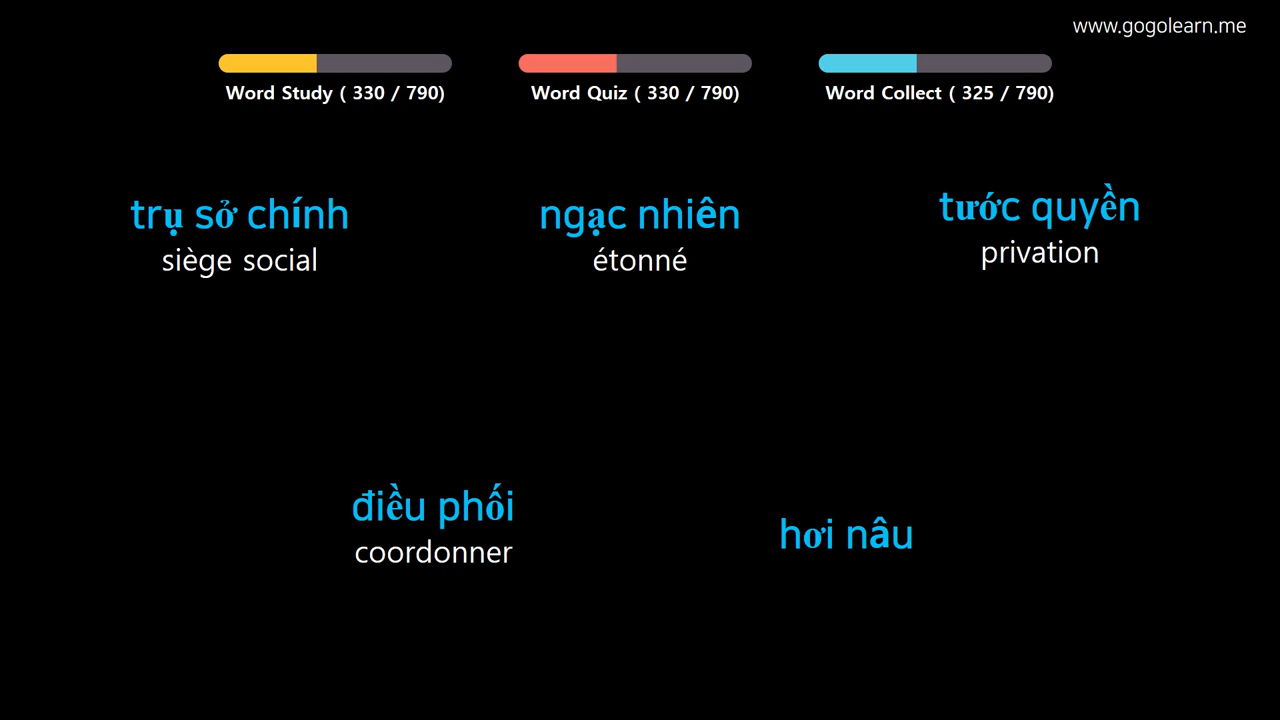 www.gogolearn.me
Word Study ( 330 / 790)
Word Quiz ( 330 / 790)
Word Collect ( 325 / 790)
trụ sở chính
siège social
ngạc nhiên
étonné
tước quyền
privation
điều phối
coordonner
hơi nâu